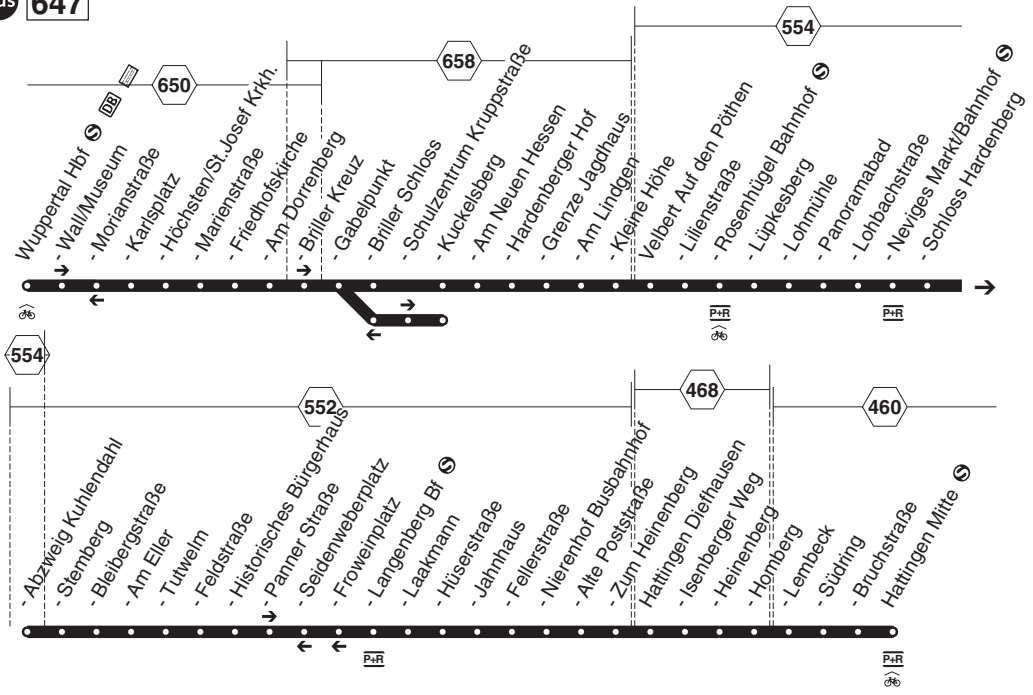 647
554
658
650
Wuppertal Hbf S
DB
- Wall/Museum
- Morianstraße
- Karlsplatz
- Höchsten/St.Josef Krkh.
- Marienstraße
- Friedhofskirche
- Am Dorrenberg
- Briller Kreuz
- Gabelpunkt
- Briller Schloss
- Schulzentrum Kruppstraße
- Kuckelsberg
- Am Neuen Hessen
- Hardenberger Hof
- Grenze Jagdhaus
- Am Lindgen
- Kleine Höhe
Velbert Auf den Pöthen
- Lilienstraße
- Rosenhügel Bahnhof S
- Lüpkesberg
- Lohmühle
- Panoramabad
- Lohbachstraße
- Neviges Markt/Bahnhof S
- Schloss Hardenberg
P+R
P+R
554
552
468
460
- Abzweig Kuhlendahl
- Stemberg
- Bleibergstraße
- Am Eller
- Tutwelm
- Feldstraße
- Historisches Bürgerhaus
- Panner Straße
- Seidenweberplatz
- Froweinplatz
- Langenberg Bf S
- Laakmann
- Hüserstraße
- Jahnhaus
- Fellerstraße
- Nierenhof Busbahnhof
- Alte Poststraße
- Zum Heinenberg
Hattingen Diefhausen
- Isenberger Weg
- Heinenberg
- Homberg
- Lembeck
- Südring
- Bruchstraße
Hattingen Mitte S
P+R
P+R